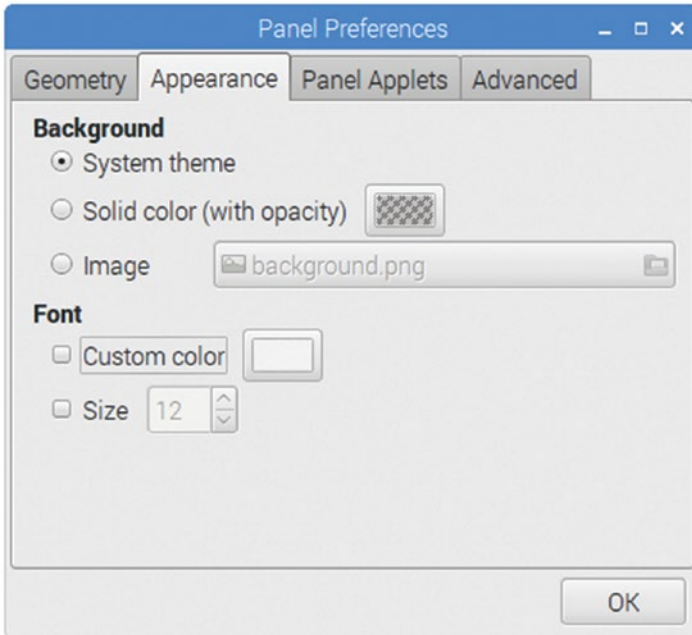 Panel Preferences
Geometry Appearance Panel Applets Advanced
Background
System theme
Solid color (with opacity)
Image background.png
Font
Custom color
Size 12
OK